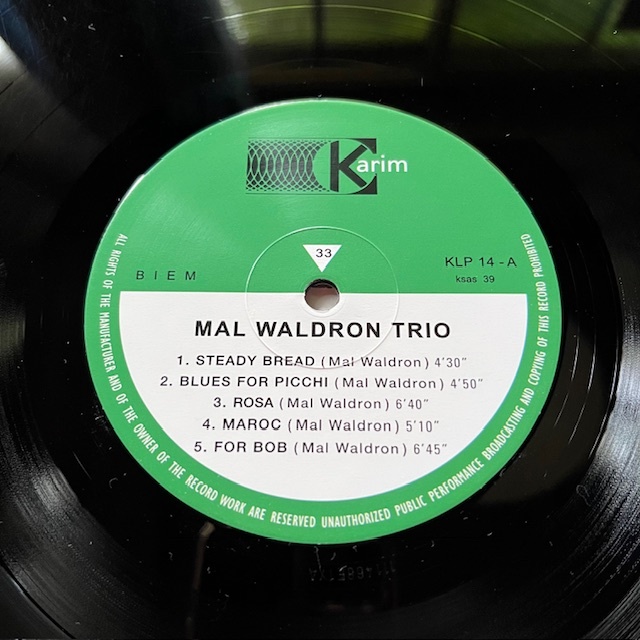 Karim
33
BIEM
KLP 14 - A
ksas 39
MAL WALDRON TRIO
1. STEADY BREAD (Mal Waldron) 4'30"
2. BLUES FOR PICCHI (Mal Waldron) 4'50"
3. ROSA (Mal Waldron) 6'40"
4. MAROC (Mal Waldron) 5'10"
5. FOR BOB (Mal Waldron) 6'45"
ALL RIGHTS OF THE MANUFACTURER AND OF THE OWNER OF THE RECORD WORK ARE RESERVED UNAUTHORIZED PUBLIC PERFORMANCE BROADCASTING AND COPYING OF THIS RECORD PROHIBITED